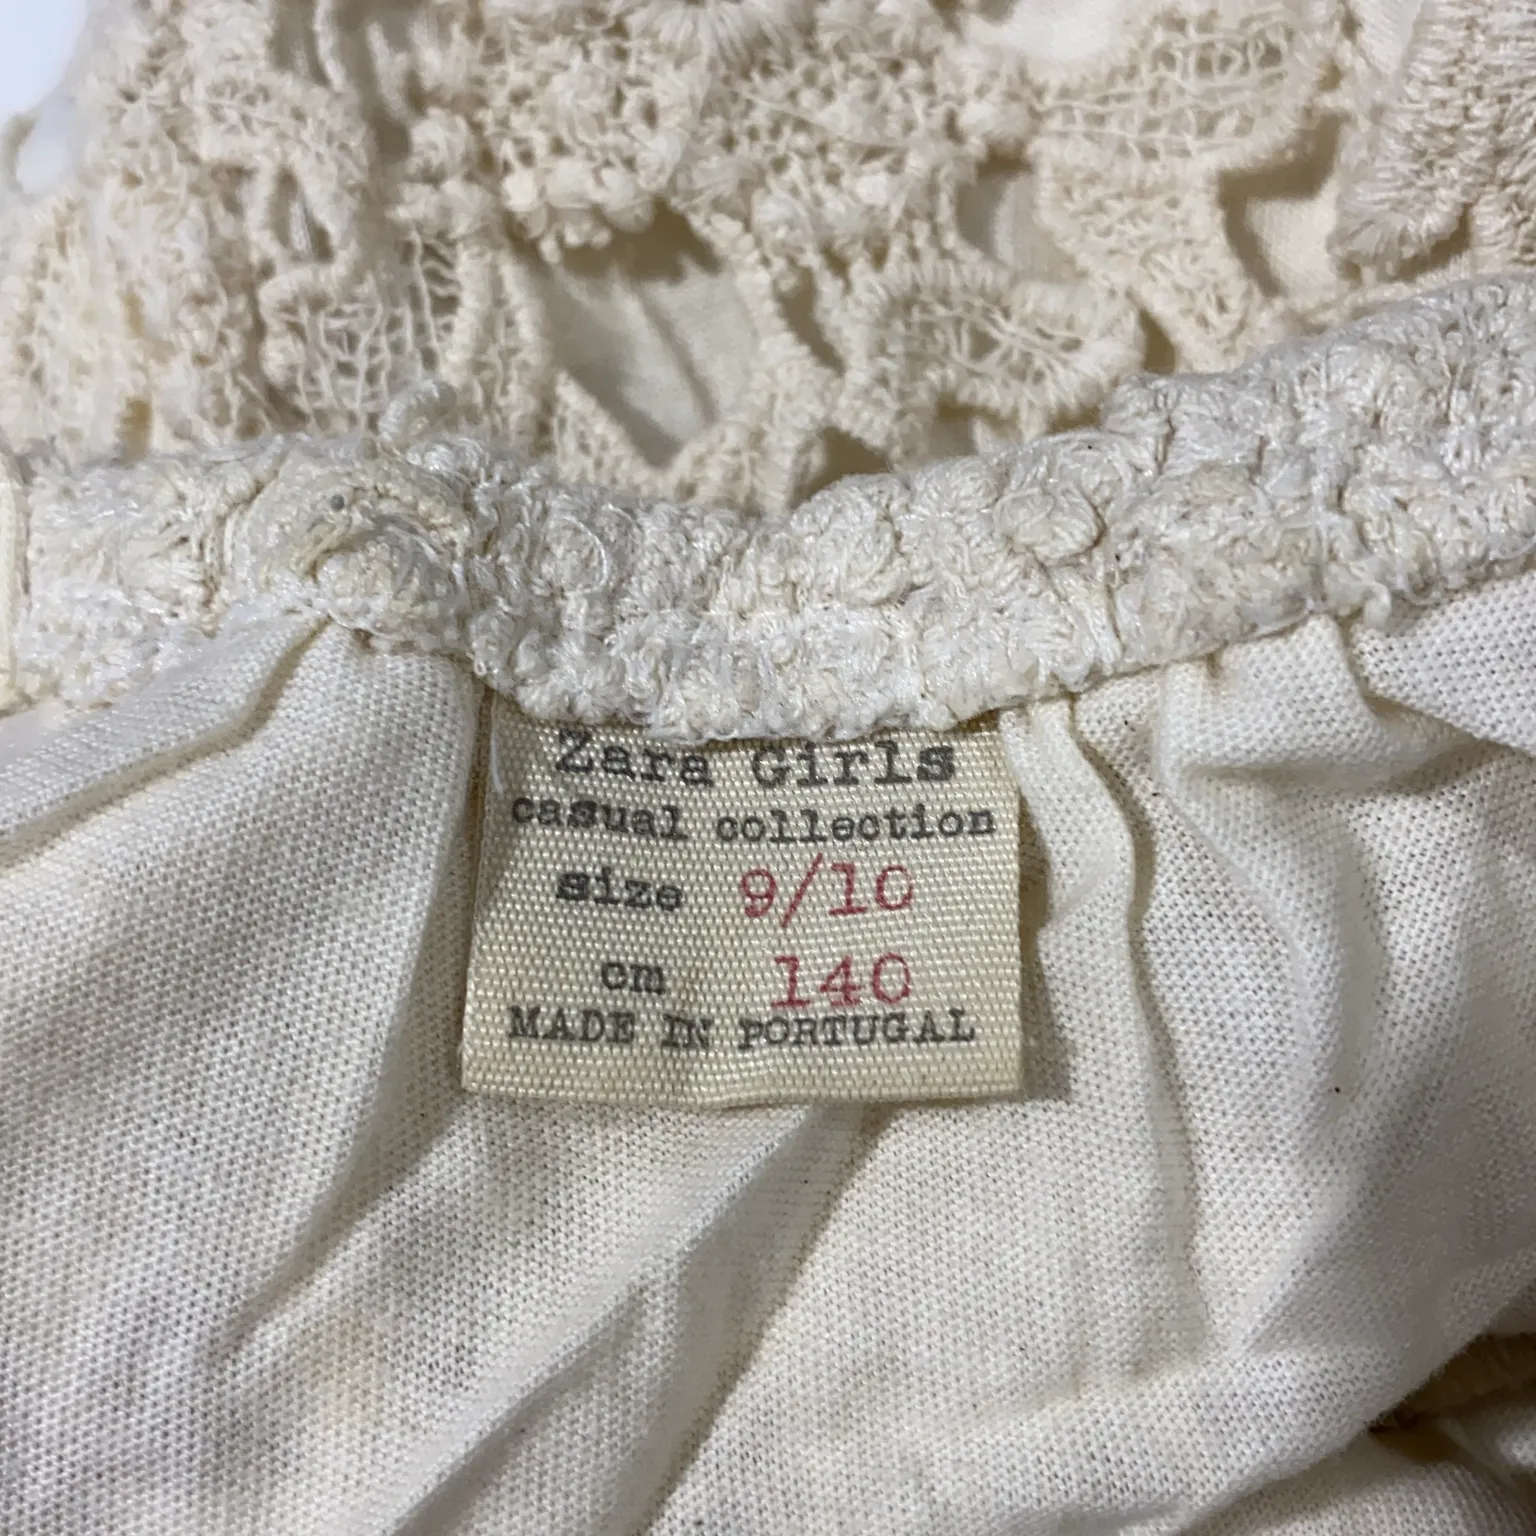 Zara Girls
casual collection
size 9/10
cm 140
MADE IN PORTUGAL